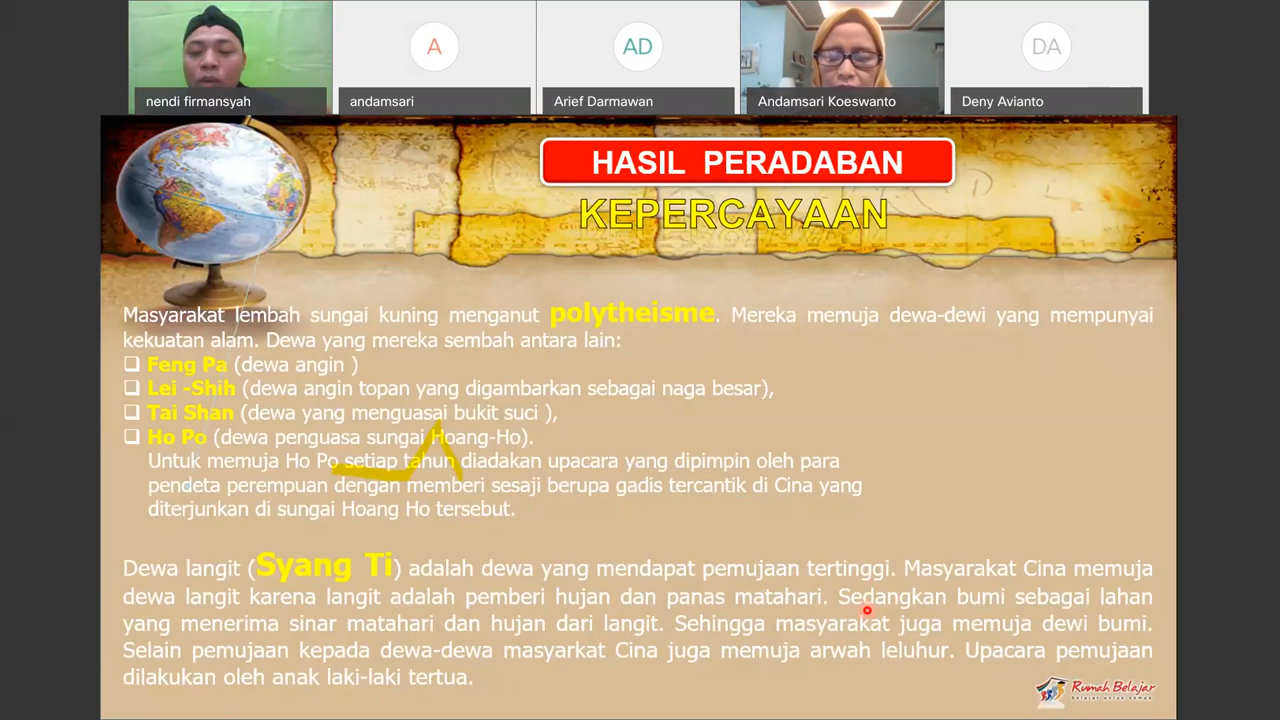 A
AD
DA
nendi firmansyah
andamsari
Arief Darmawan
Andamsari Koeswanto
Deny Avianto
HASIL PERADABAN
KEPERCAYAAN
Masyarakat lembah sungai kuning menganut polytheisme. Mereka memuja dewa-dewi yang mempunyai
kekuatan alam. Dewa yang mereka sembah antara lain:
❑ Feng Pa (dewa angin )
❑ Lei -Shih (dewa angin topan yang digambarkan sebagai naga besar),
❑ Tai Shan (dewa yang menguasai bukit suci ),
❑ Ho Po (dewa penguasa sungai Hoang-Ho).
Untuk memuja Ho Po setiap tahun diadakan upacara yang dipimpin oleh para
pendeta perempuan dengan memberi sesaji berupa gadis tercantik di Cina yang
diterjunkan di sungai Hoang Ho tersebut.
Dewa langit (Syang Ti) adalah dewa yang mendapat pemujaan tertinggi. Masyarakat Cina memuja
dewa langit karena langit adalah pemberi hujan dan panas matahari. Sedangkan bumi sebagai lahan
yang menerima sinar matahari dan hujan dari langit. Sehingga masyarakat juga memuja dewi bumi.
Selain pemujaan kepada dewa-dewa masyarkat Cina juga memuja arwah leluhur. Upacara pemujaan
dilakukan oleh anak laki-laki tertua.
Rumah Belajar
belajar untuk semua